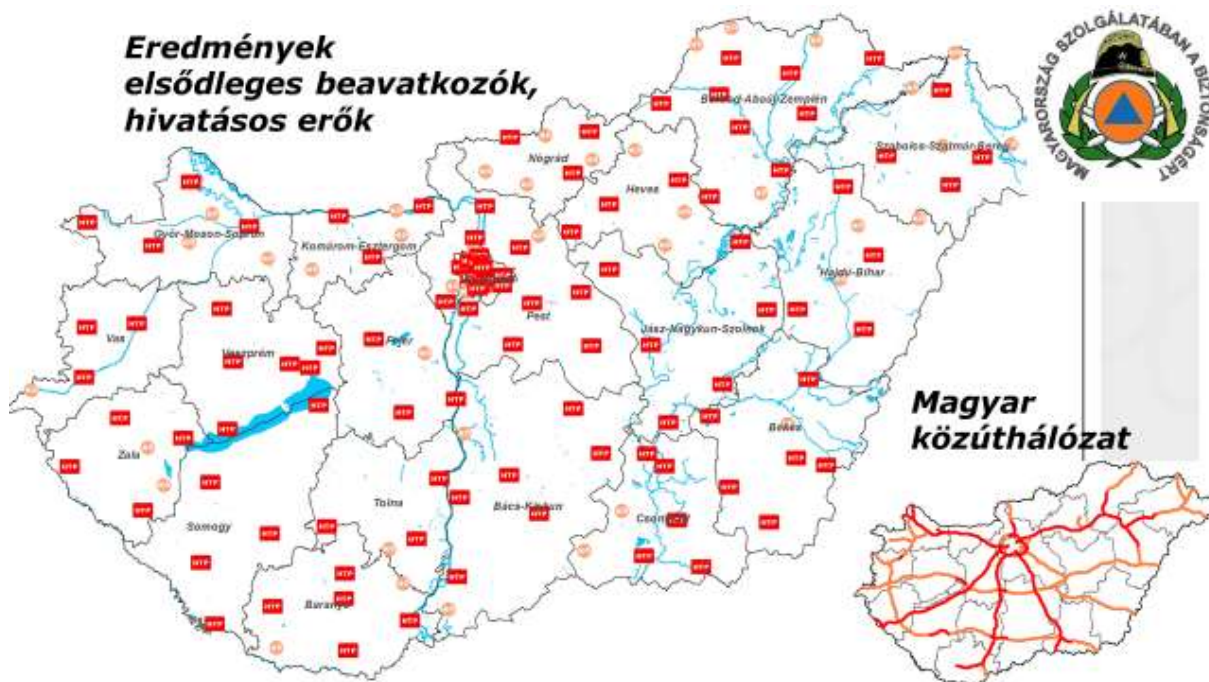 Eredmények
elsődleges beavatkozók,
hivatásos erők
MAGYARORSZÁG SZOLGÁLATÁBAN A BIZTONSÁGÉRT
Borsod-Abaúj-Zemplén
Szabolcs-Szatmár-Bereg
Nógrád
Heves
Győr-Moson-Sopron
Komárom-Esztergom
Hajdú-Bihar
Pest
Jász-Nagykun-Szolnok
Vas
Veszprém
Fejér
Magyar
közúthálózat
Békés
Zala
Tolna
Bács-Kiskun
Somogy
Csongrád
Baranya
HTP